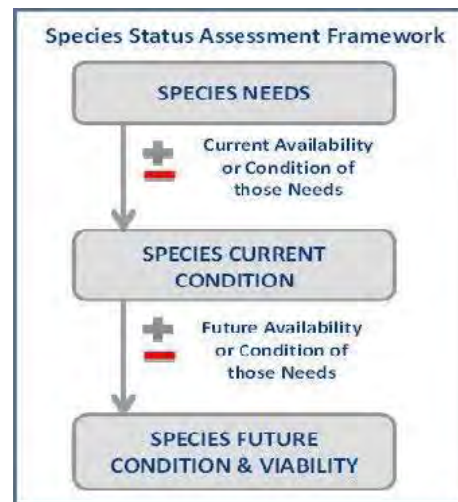 Species Status Assessment Framework
SPECIES NEEDS
Current Availability
or Condition of
those Needs
SPECIES CURRENT
CONDITION
Future Availability
or Condition of
those Needs
SPECIES FUTURE
CONDITION & VIABILITY